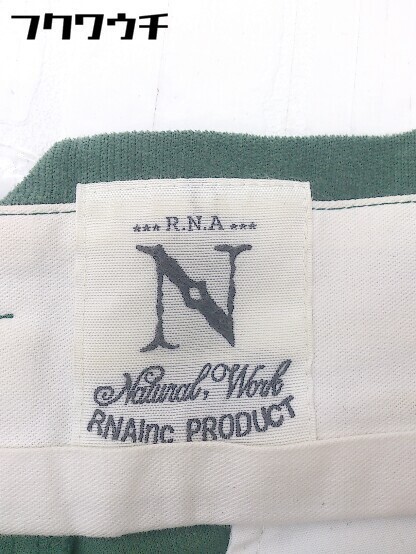 フクワウチ
*** R.N.A ***
N
Natural, Work
RNAInc PRODUCT